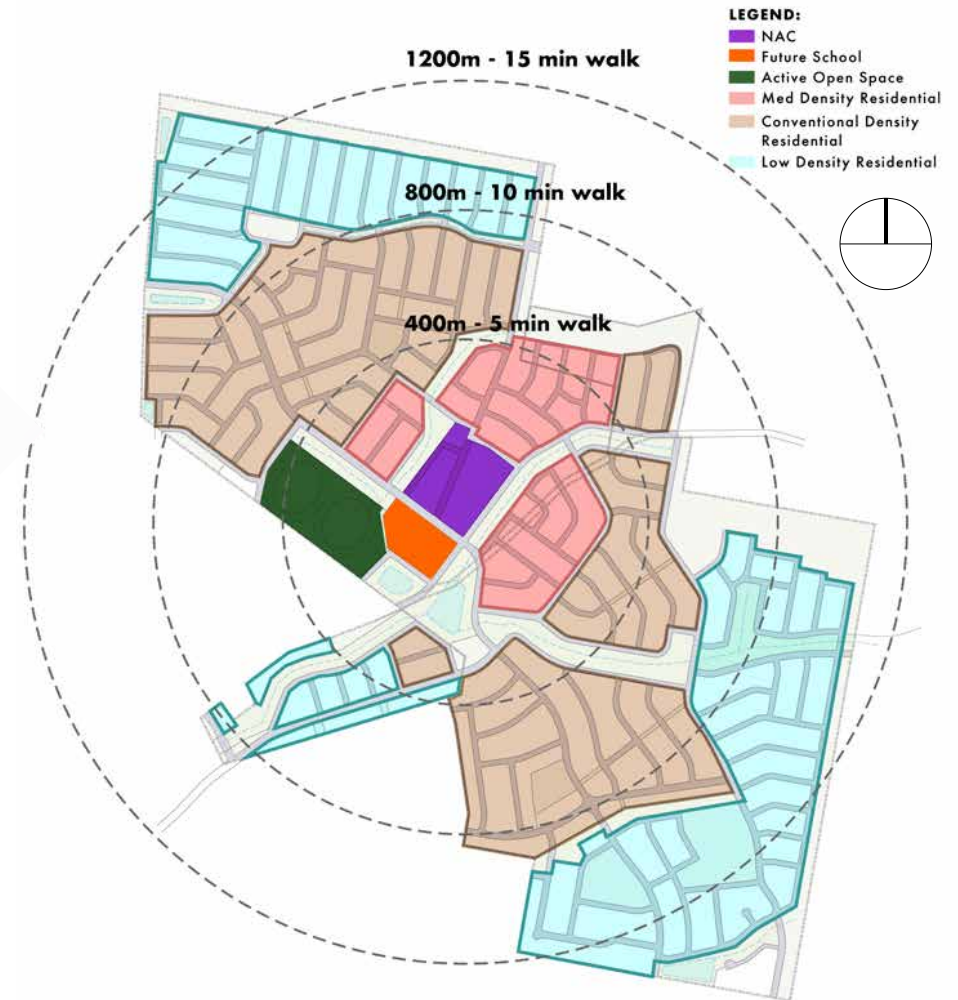 LEGEND:
NAC
Future School
Active Open Space
Med Density Residential
Conventional Density
Residential
Low Density Residential
1200m - 15 min walk
800m - 10 min walk
400m - 5 min walk